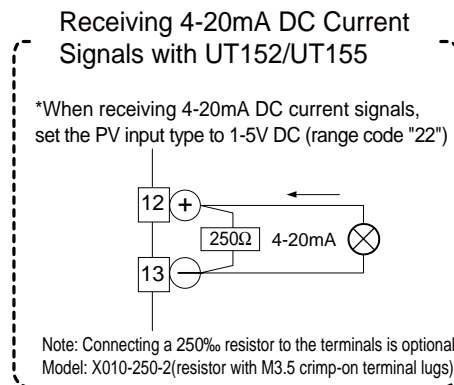 Receiving 4-20mA DC Current
Signals with UT152/UT155
*When receiving 4-20mA DC current signals,
set the PV input type to 1-5V DC (range code "22")
12 +
250Ω 4-20mA
13 −
Note: Connecting a 250‰ resistor to the terminals is optional
Model: X010-250-2(resistor with M3.5 crimp-on terminal lugs)